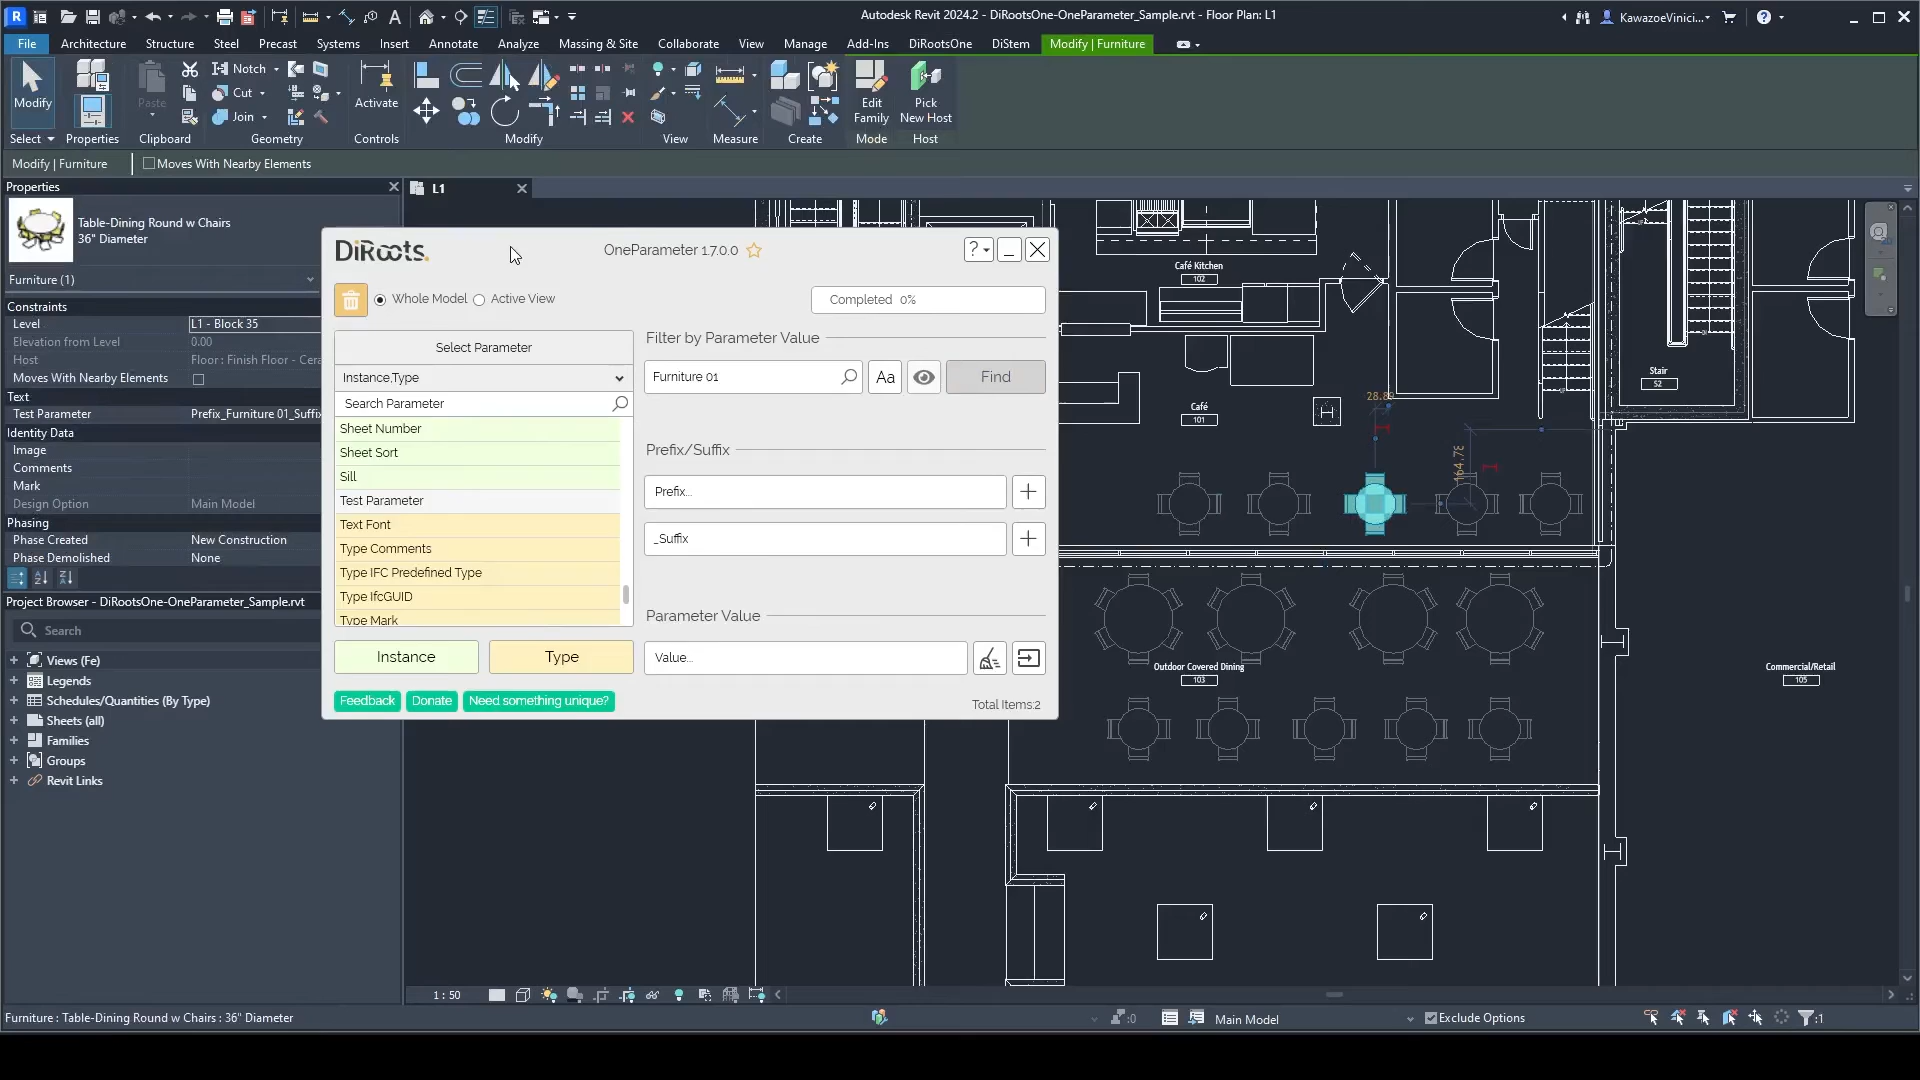 Autodesk Revit 2024.2 - DiRootsOne-OneParameter_Sample.rvt - Floor Plan: L1
KawazoeVinici...
File Architecture Structure Steel Precast Systems Insert Annotate Analyze Massing & Site Collaborate View Manage Add-Ins DiRootsOne DiStem Modify | Furniture
Modify
Properties
Paste
Notch
Cut
Join
Activate
Edit Family
Pick New Host
Select Properties Clipboard Geometry Controls Modify View Measure Create Mode Host
Modify | Furniture Moves With Nearby Elements
Properties
L1
Table-Dining Round w Chairs
36" Diameter
Furniture (1)
Constraints
Level L1 - Block 35
Elevation from Level 0.00
Host Floor : Finish Floor - Cera
Moves With Nearby Elements
Text
Test Parameter Prefix_Furniture 01_Suffix
Identity Data
Image
Comments
Mark
Design Option Main Model
Phasing
Phase Created New Construction
Phase Demolished None
Project Browser - DiRootsOne-OneParameter_Sample.rvt
Search
Views (Fe)
Legends
Schedules/Quantities (By Type)
Sheets (all)
Families
Groups
Revit Links
DiRoots.
OneParameter 1.7.0.0
?
Whole Model Active View
Completed 0%
Select Parameter
Instance,Type
Search Parameter
Sheet Number
Sheet Sort
Sill
Test Parameter
Text Font
Type Comments
Type IFC Predefined Type
Type IfcGUID
Type Mark
Instance Type
Feedback Donate Need something unique?
Filter by Parameter Value
Furniture 01 Aa Find
Prefix/Suffix
Prefix...
_Suffix
Parameter Value
Value...
Total Items:2
Café Kitchen
102
Café
101
28.8
164.78
Stair
S2
Outdoor Covered Dining
103
Commercial/Retail
105
1 : 50
Furniture : Table-Dining Round w Chairs : 36" Diameter
:0
Main Model
Exclude Options
:1